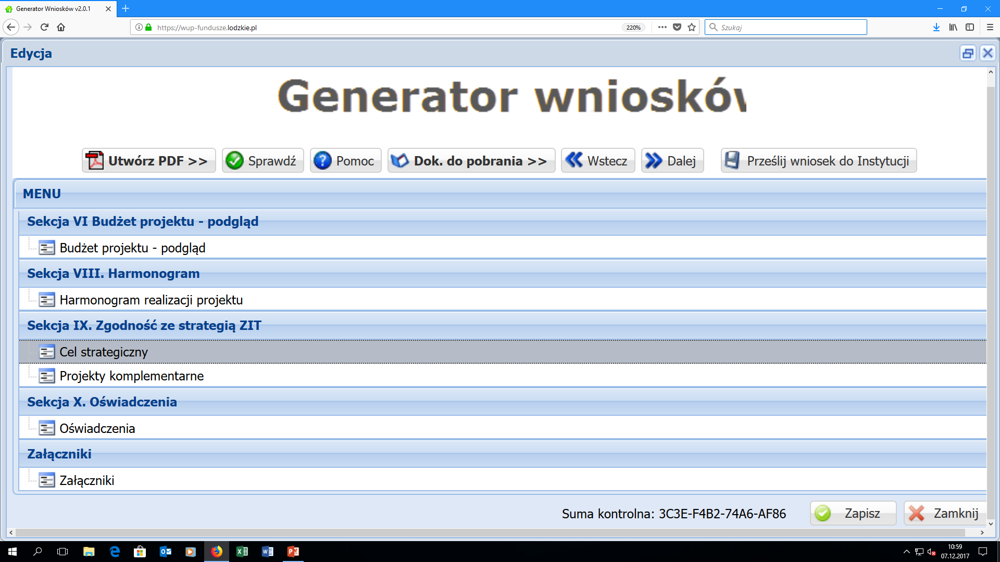 Generator Wniosków v2.0.1
https://wup-fundusze.lodzkie.pl
220%
Szukaj
Edycja
Generator wniosków
Utwórz PDF >>
Sprawdź
Pomoc
Dok. do pobrania >>
Wstecz
Dalej
Prześlij wniosek do Instytucji
MENU
Sekcja VI Budżet projektu - podgląd
Budżet projektu - podgląd
Sekcja VIII. Harmonogram
Harmonogram realizacji projektu
Sekcja IX. Zgodność ze strategią ZIT
Cel strategiczny
Projekty komplementarne
Sekcja X. Oświadczenia
Oświadczenia
Załączniki
Załączniki
Suma kontrolna: 3C3E-F4B2-74A6-AF86
Zapisz
Zamknij
10:59
07.12.2017